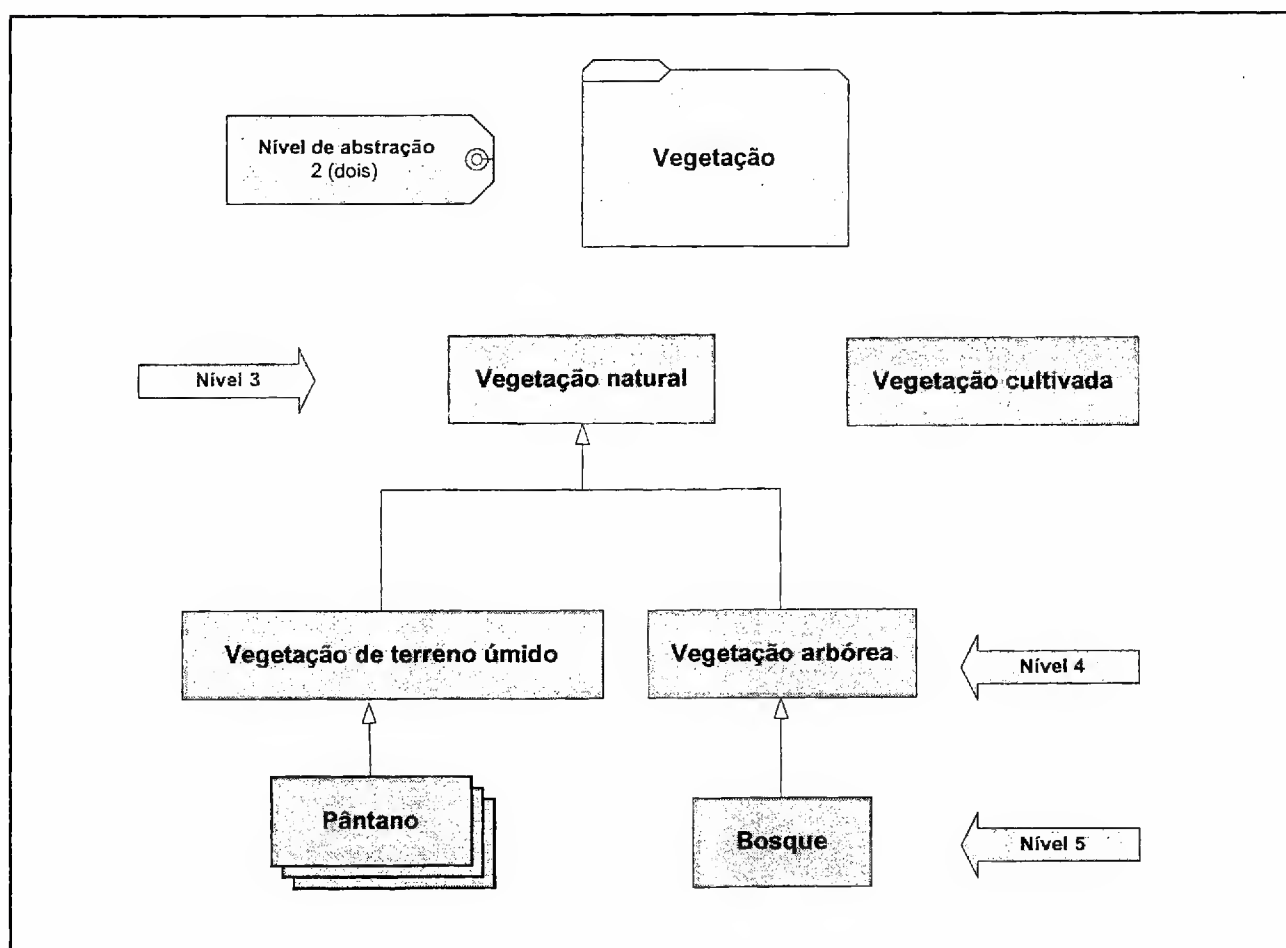 Nível de abstração
2 (dois)
Vegetação
Nível 3
Vegetação natural
Vegetação cultivada
Vegetação de terreno úmido
Vegetação arbórea
Nível 4
Pântano
Bosque
Nível 5